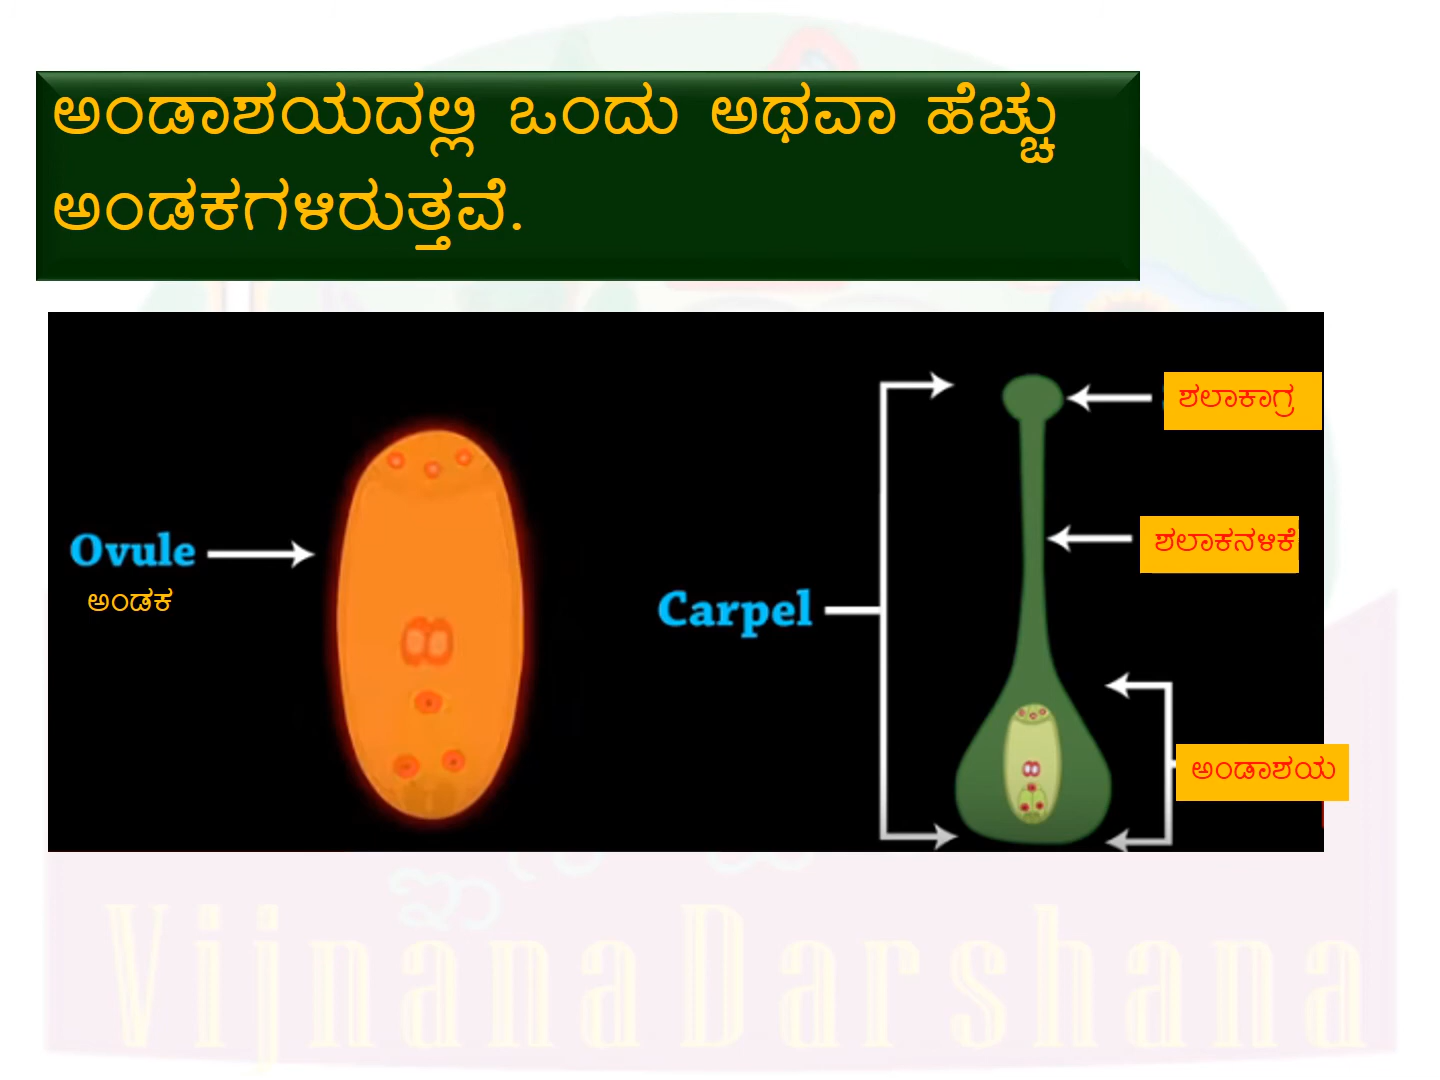 ಅಂಡಾಶಯದಲ್ಲಿ ಒಂದು ಅಥವಾ ಹೆಚ್ಚು
ಅಂಡಕಗಳಿರುತ್ತವೆ.
ಶಲಾಕಾಗ್ರ
ಶಲಾಕನಳಿಕೆ
Ovule
ಅಂಡಕ
Carpel
ಅಂಡಾಶಯ
Vijnana Darshana